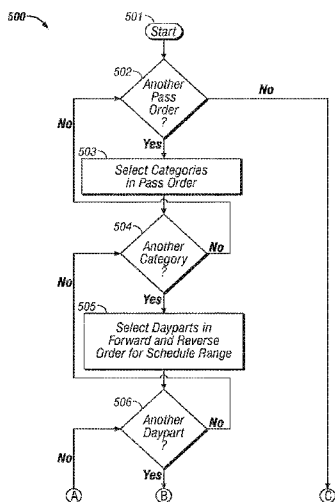 500
501
Start
502
Another
Pass
Order
?
No
No
Yes
503
Select Categories
in Pass Order
504
Another
Category
?
No
No
Yes
505
Select Dayparts in
Forward and Reverse
Order for Schedule Range
506
Another
Daypart
?
No
No
Yes
A
B
C